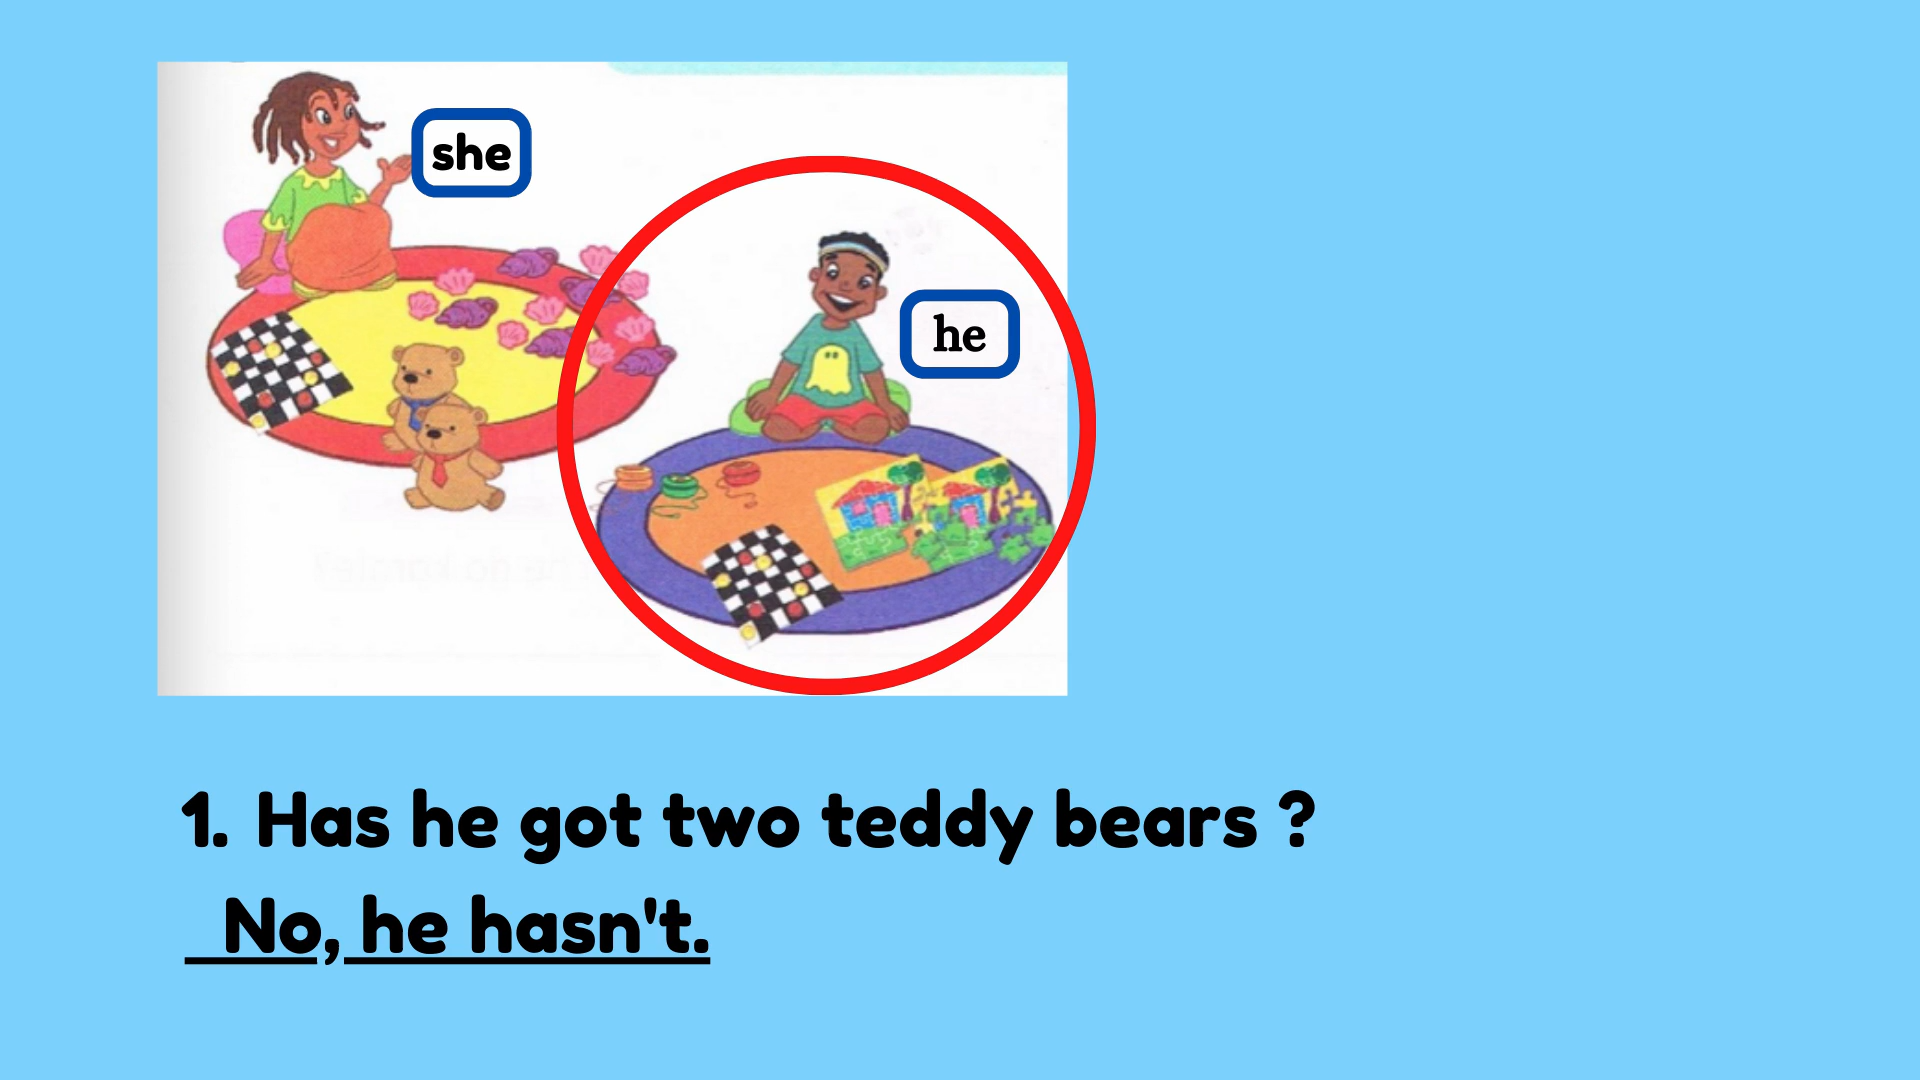 she
he
1. Has he got two teddy bears ?
No, he hasn't.